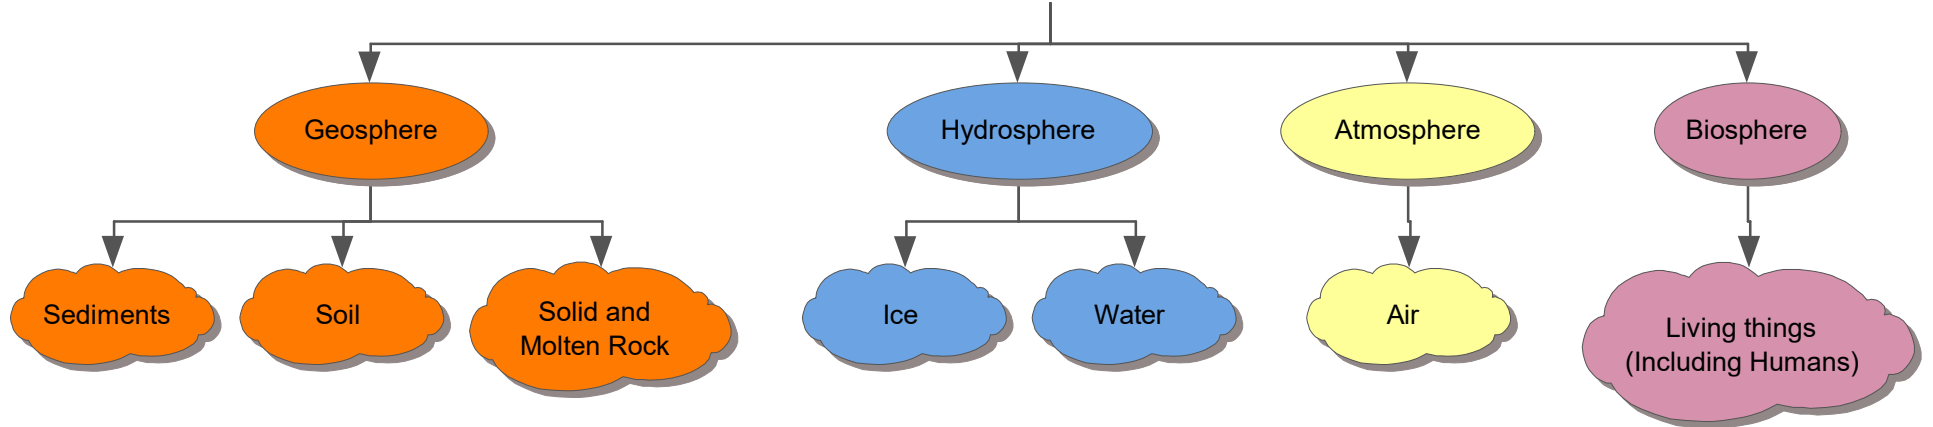 Geosphere
Hydrosphere
Atmosphere
Biosphere
Sediments
Soil
Solid and
Molten Rock
Ice
Water
Air
Living things
(Including Humans)